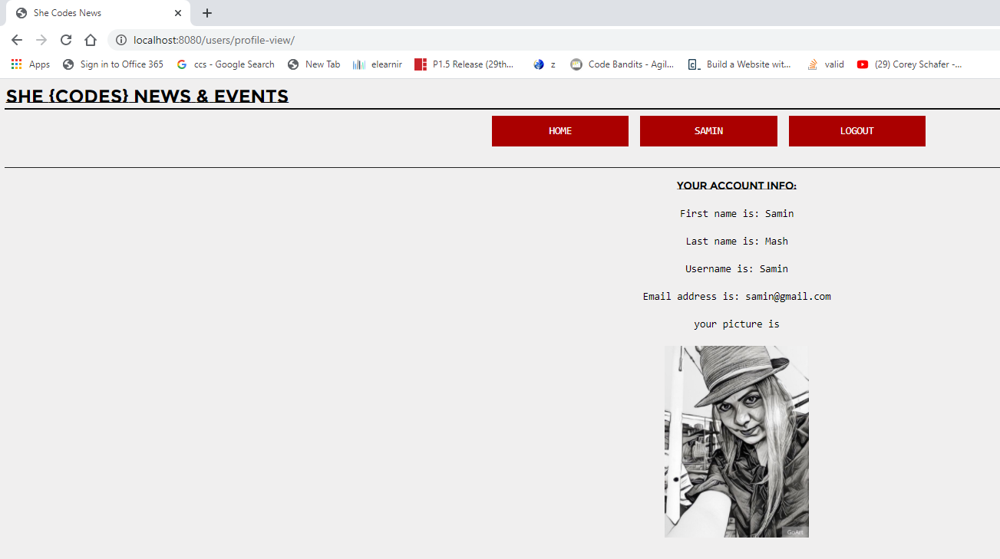 She Codes News
localhost:8080/users/profile-view/
Apps Sign in to Office 365 ccs - Google Search New Tab elearnir P1.5 Release (29th... z Code Bandits - Agil... Build a Website wit... valid (29) Corey Schafer -...
SHE {CODES} NEWS & EVENTS
HOME SAMIN LOGOUT
YOUR ACCOUNT INFO:
First name is: Samin
Last name is: Mash
Username is: Samin
Email address is: samin@gmail.com
your picture is
GoArt